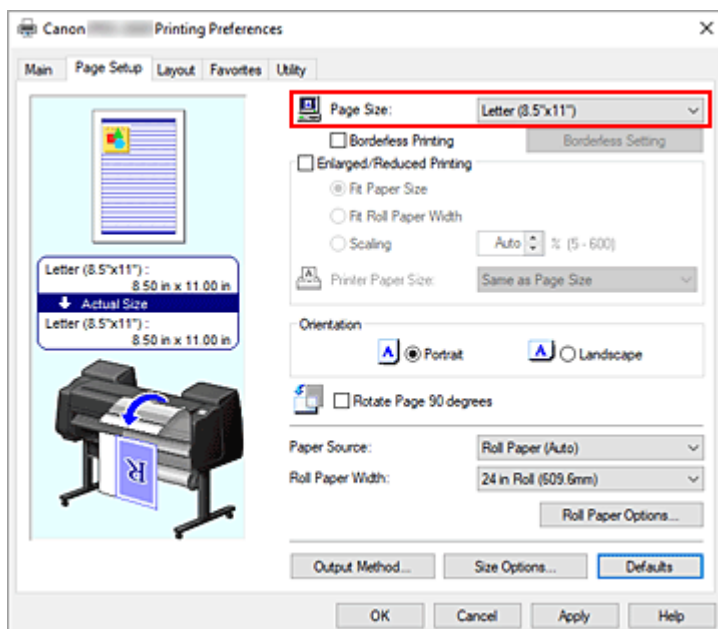 Canon Printing Preferences
Main Page Setup Layout Favorites Utility
Page Size: Letter (8.5"x11")
Borderless Printing Borderless Setting
Enlarged/Reduced Printing
Fit Paper Size
Fit Roll Paper Width
Scaling Auto % (5 - 600)
Printer Paper Size: Same as Page Size
Letter (8.5"x11") :
8.50 in x 11.00 in
Actual Size
Letter (8.5"x11") :
8.50 in x 11.00 in
Orientation
A Portrait A Landscape
Rotate Page 90 degrees
R
Paper Source: Roll Paper (Auto)
Roll Paper Width: 24 in Roll (609.6mm)
Roll Paper Options...
Output Method... Size Options... Defaults
OK Cancel Apply Help